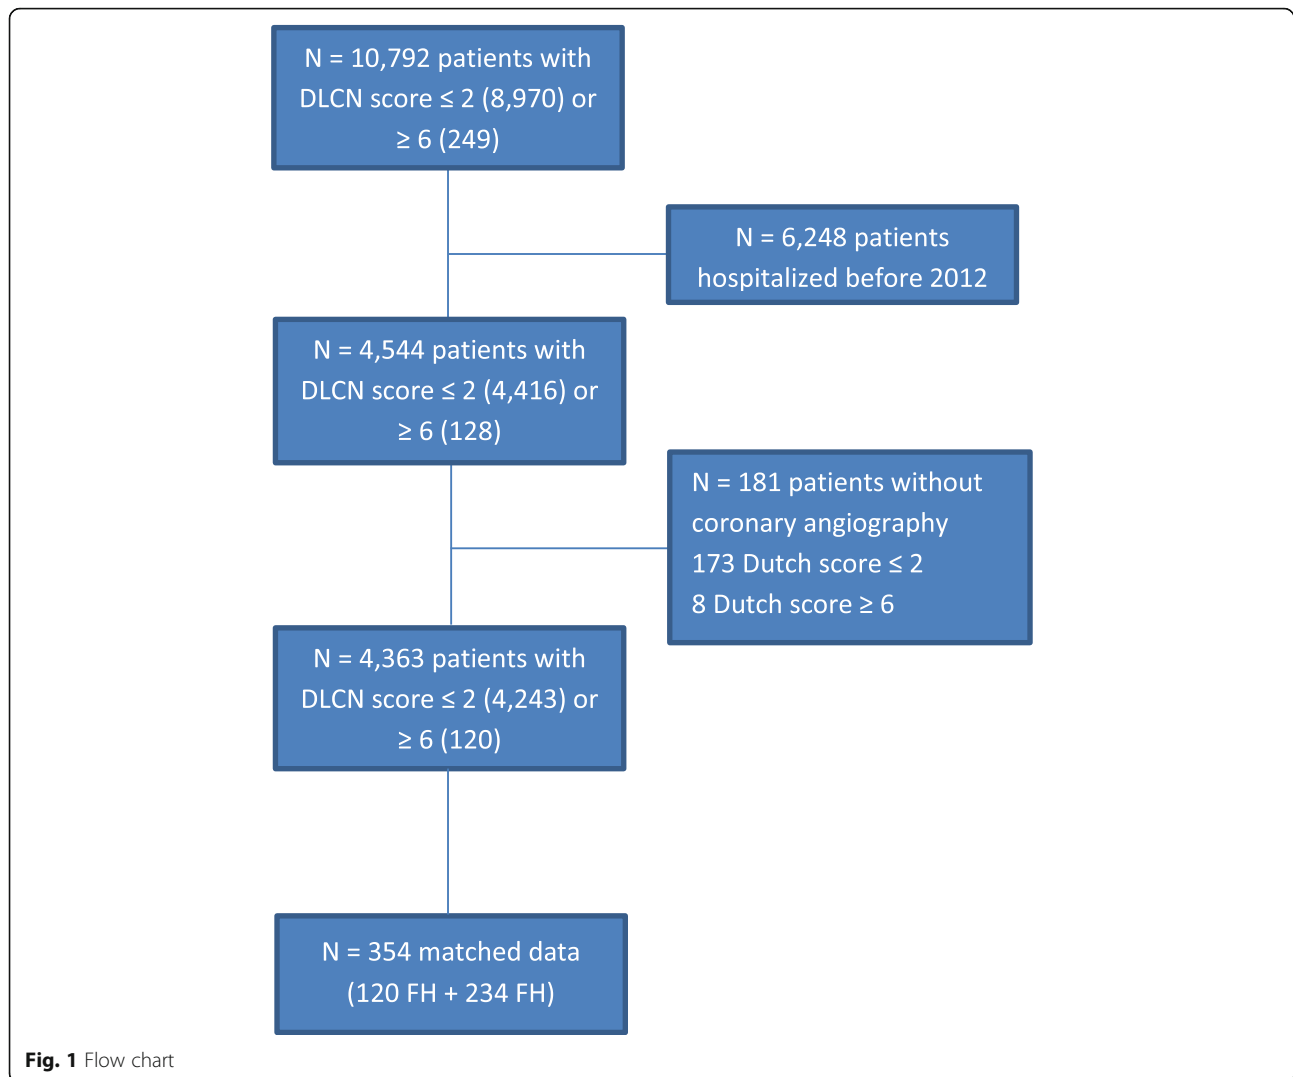 N = 10,792 patients with
DLCN score ≤ 2 (8,970) or
≥ 6 (249)
N = 6,248 patients
hospitalized before 2012
N = 4,544 patients with
DLCN score ≤ 2 (4,416) or
≥ 6 (128)
N = 181 patients without
coronary angiography
173 Dutch score ≤ 2
8 Dutch score ≥ 6
N = 4,363 patients with
DLCN score ≤ 2 (4,243) or
≥ 6 (120)
N = 354 matched data
(120 FH + 234 FH)
Fig. 1 Flow chart